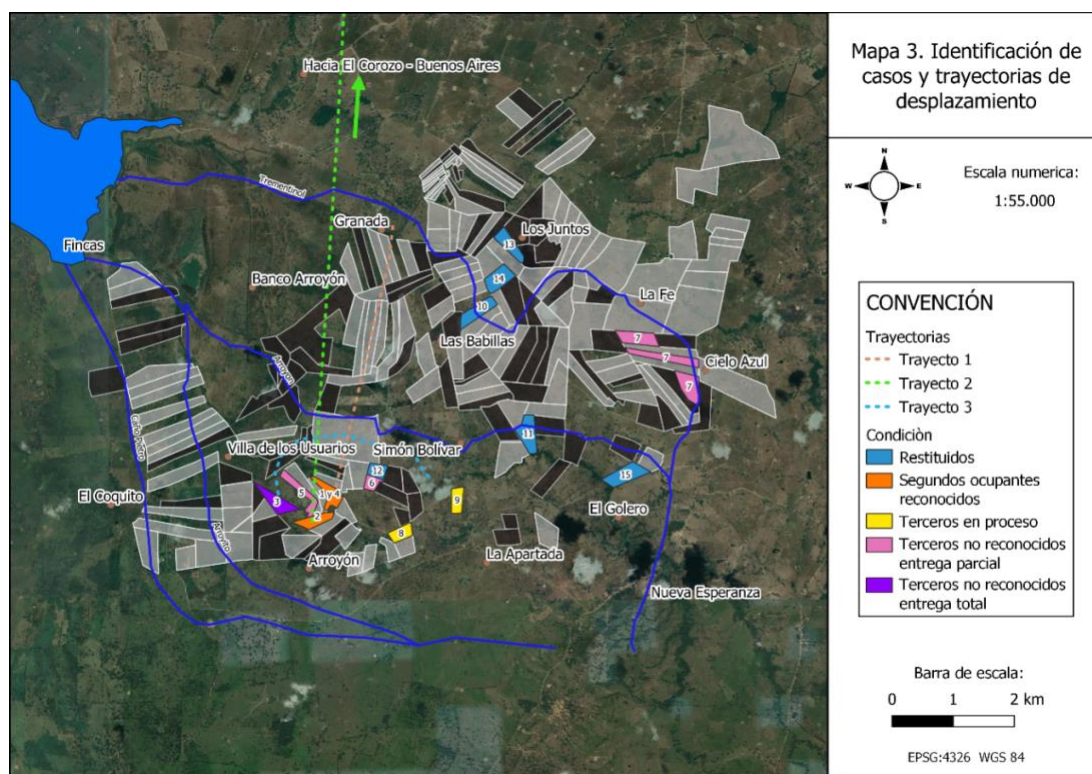 Hacia El Corozo - Buenos Aires
Trementinol
Granada
Los Juntos
Fincas
13
Banco Arroyón
14
La Fe
10
Las Babillas
7
Arroyón
7
Cielo Azul
7
Caño Pedro
11
Villa de los Usuarios
Simón Bolívar
12
15
El Coquito
5
6
3
1 y 4
9
El Golero
2
8
Arroyito
Arroyón
La Apartada
Nueva Esperanza
Mapa 3. Identificación de
casos y trayectorias de
desplazamiento
N
W
E
S
Escala numerica:
1:55.000
CONVENCIÓN
Trayectorias
Trayecto 1
Trayecto 2
Trayecto 3
Condiciòn
Restituidos
Segundos ocupantes
reconocidos
Terceros en proceso
Terceros no reconocidos
entrega parcial
Terceros no reconocidos
entrega total
Barra de escala:
0 1 2 km
EPSG:4326 WGS 84